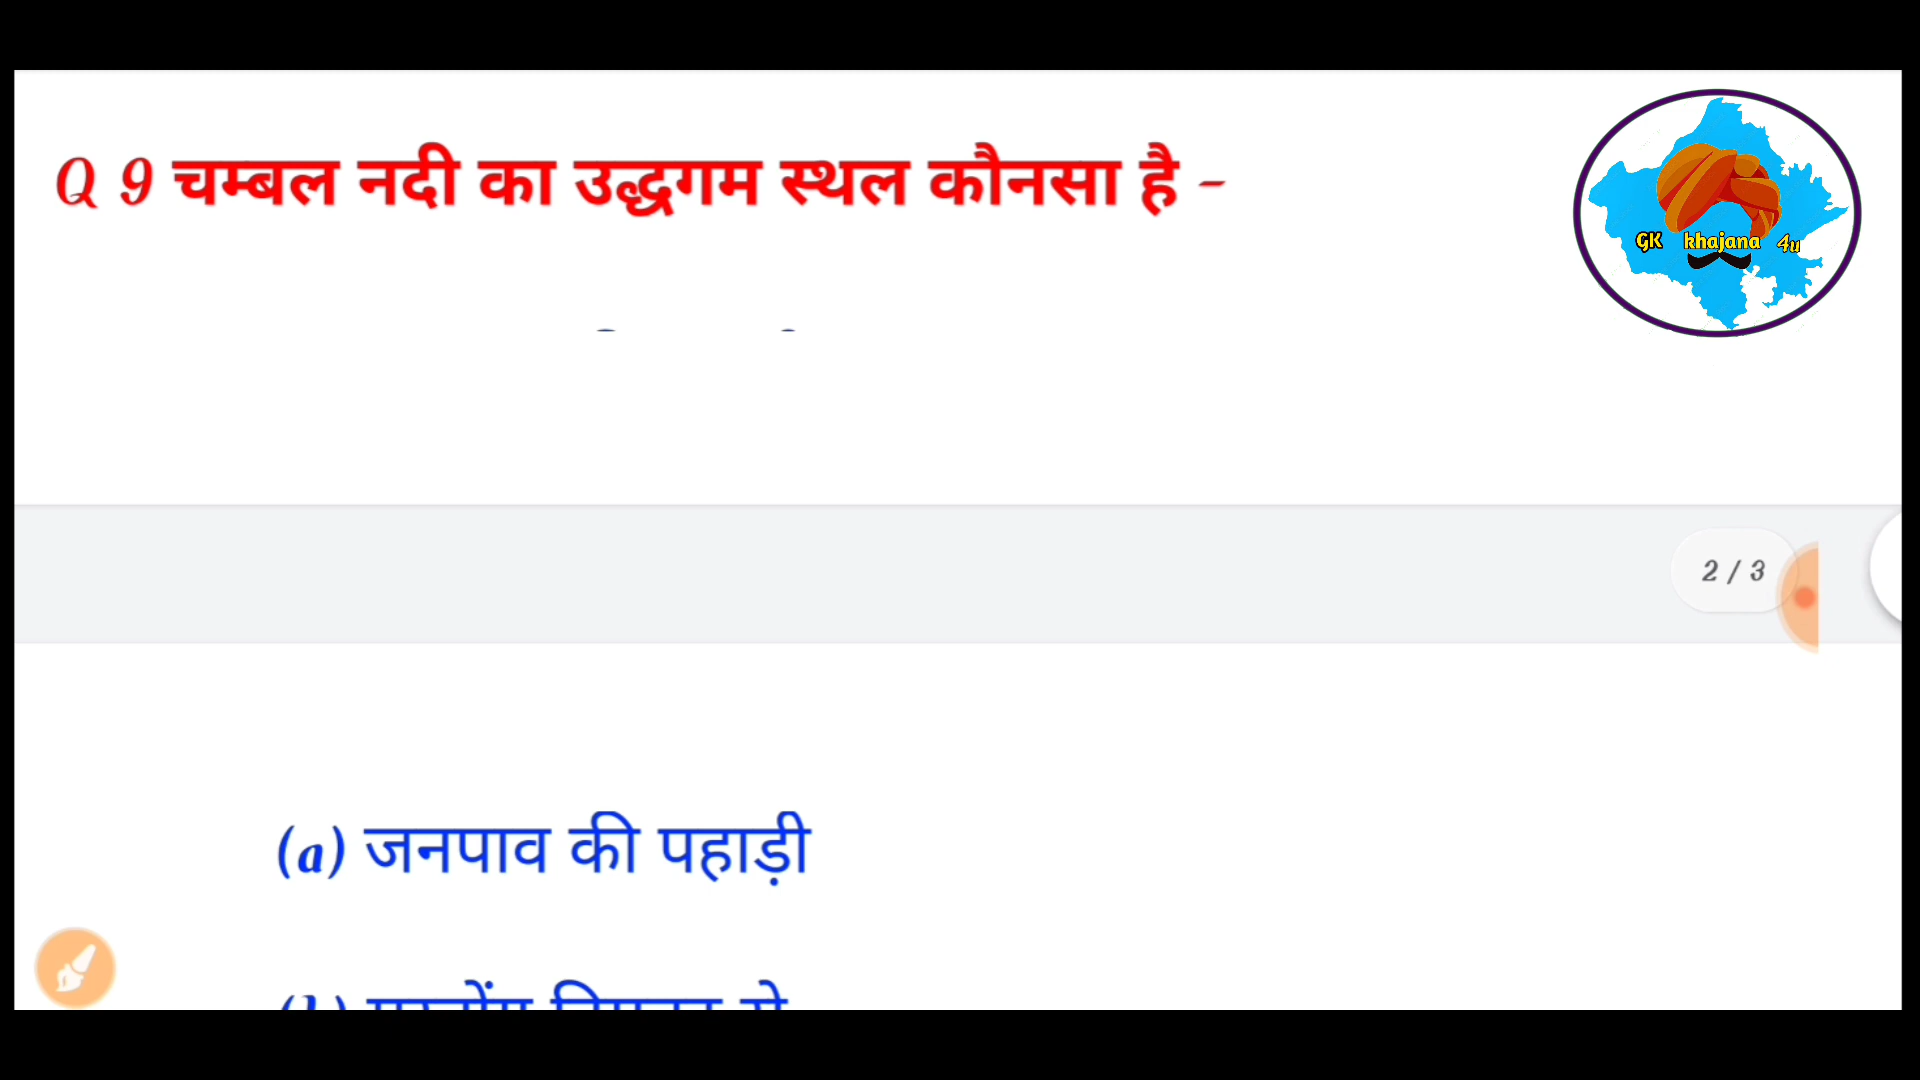 Q 9 चम्बल नदी का उद्धगम स्थल कौनसा है -
GK khajana 4u
2 / 3
(a) जनपाव की पहाड़ी